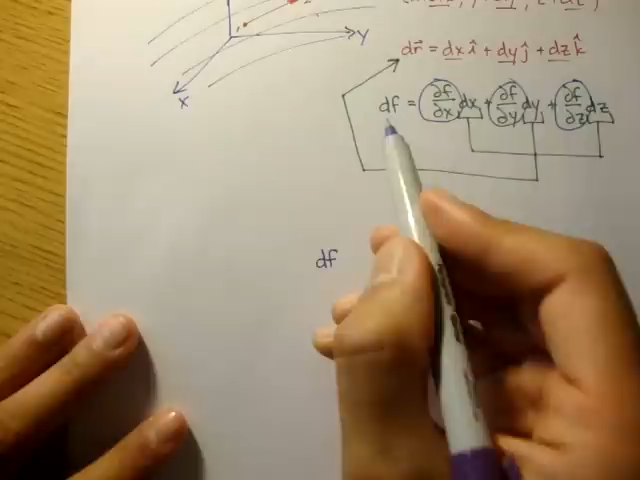 y
x
dr⃗ = dx î + dy ĵ + dz k̂
df = ∂f/∂x dx + ∂f/∂y dy + ∂f/∂z dz
df